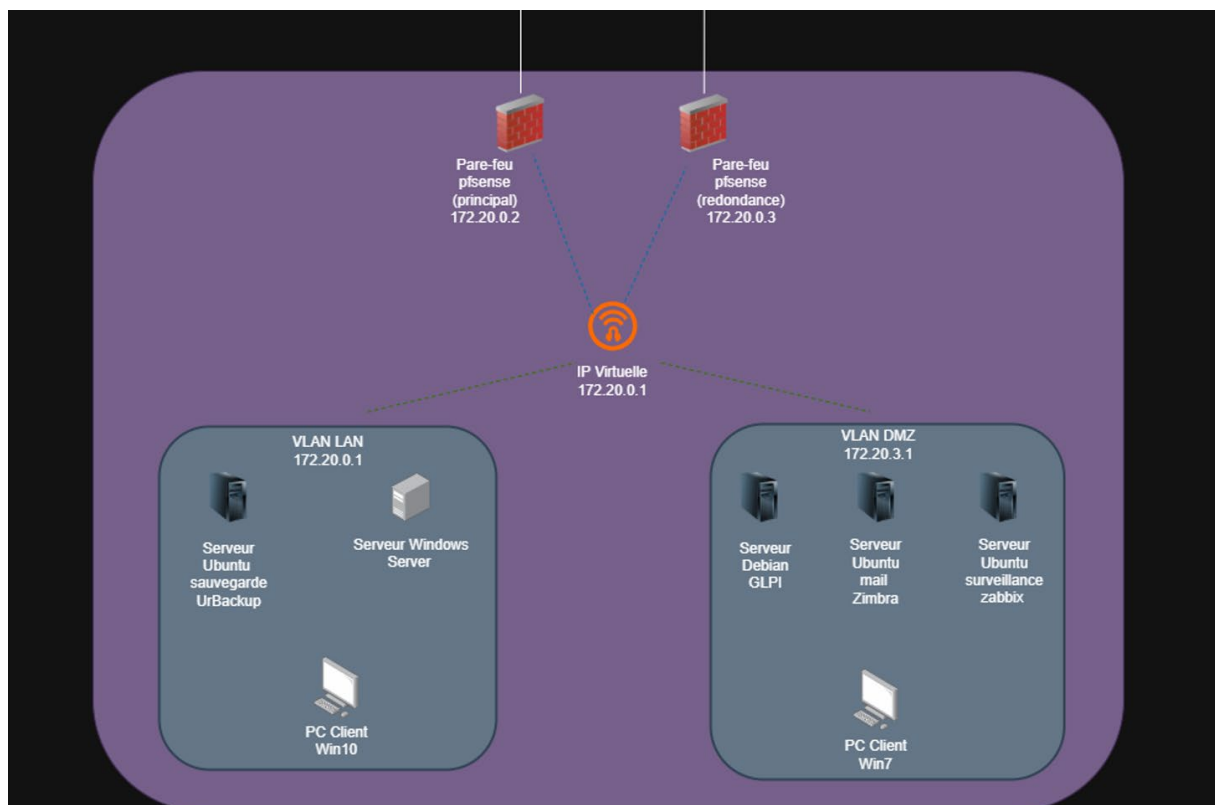 Pare-feu
pfsense
(principal)
172.20.0.2
Pare-feu
pfsense
(redondance)
172.20.0.3
IP Virtuelle
172.20.0.1
VLAN LAN
172.20.0.1
Serveur
Ubuntu
sauvegarde
UrBackup
Serveur Windows
Server
PC Client
Win10
VLAN DMZ
172.20.3.1
Serveur
Debian
GLPI
Serveur
Ubuntu
mail
Zimbra
Serveur
Ubuntu
surveillance
zabbix
PC Client
Win7